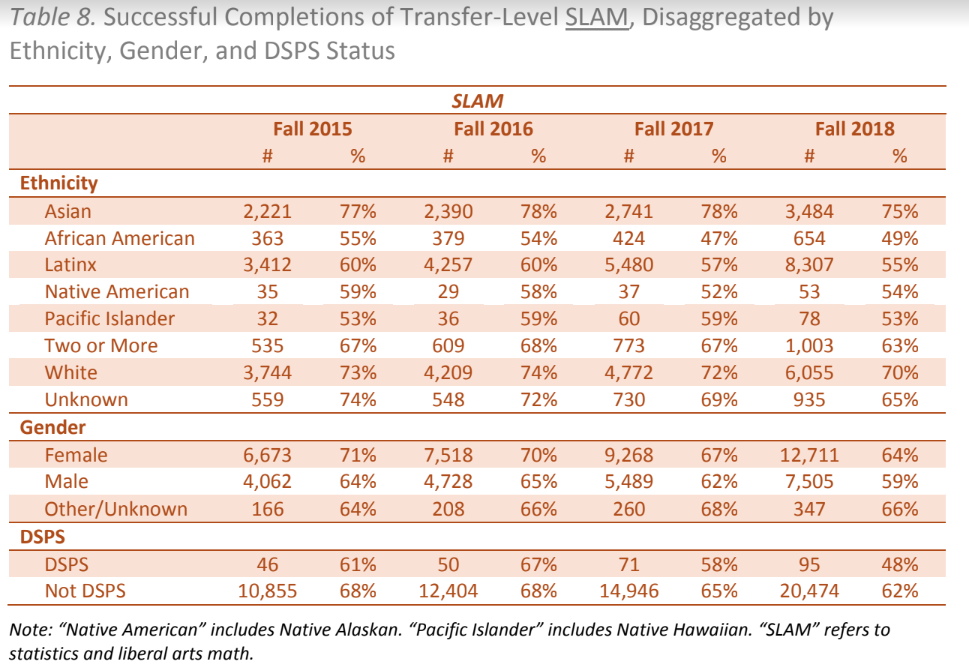 Table 8. Successful Completions of Transfer-Level SLAM, Disaggregated by
Ethnicity, Gender, and DSPS Status
SLAM
Fall 2015 Fall 2016 Fall 2017 Fall 2018
# % # % # % # %
Ethnicity
Asian 2,221 77% 2,390 78% 2,741 78% 3,484 75%
African American 363 55% 379 54% 424 47% 654 49%
Latinx 3,412 60% 4,257 60% 5,480 57% 8,307 55%
Native American 35 59% 29 58% 37 52% 53 54%
Pacific Islander 32 53% 36 59% 60 59% 78 53%
Two or More 535 67% 609 68% 773 67% 1,003 63%
White 3,744 73% 4,209 74% 4,772 72% 6,055 70%
Unknown 559 74% 548 72% 730 69% 935 65%
Gender
Female 6,673 71% 7,518 70% 9,268 67% 12,711 64%
Male 4,062 64% 4,728 65% 5,489 62% 7,505 59%
Other/Unknown 166 64% 208 66% 260 68% 347 66%
DSPS
DSPS 46 61% 50 67% 71 58% 95 48%
Not DSPS 10,855 68% 12,404 68% 14,946 65% 20,474 62%
Note: “Native American” includes Native Alaskan. “Pacific Islander” includes Native Hawaiian. “SLAM” refers to
statistics and liberal arts math.